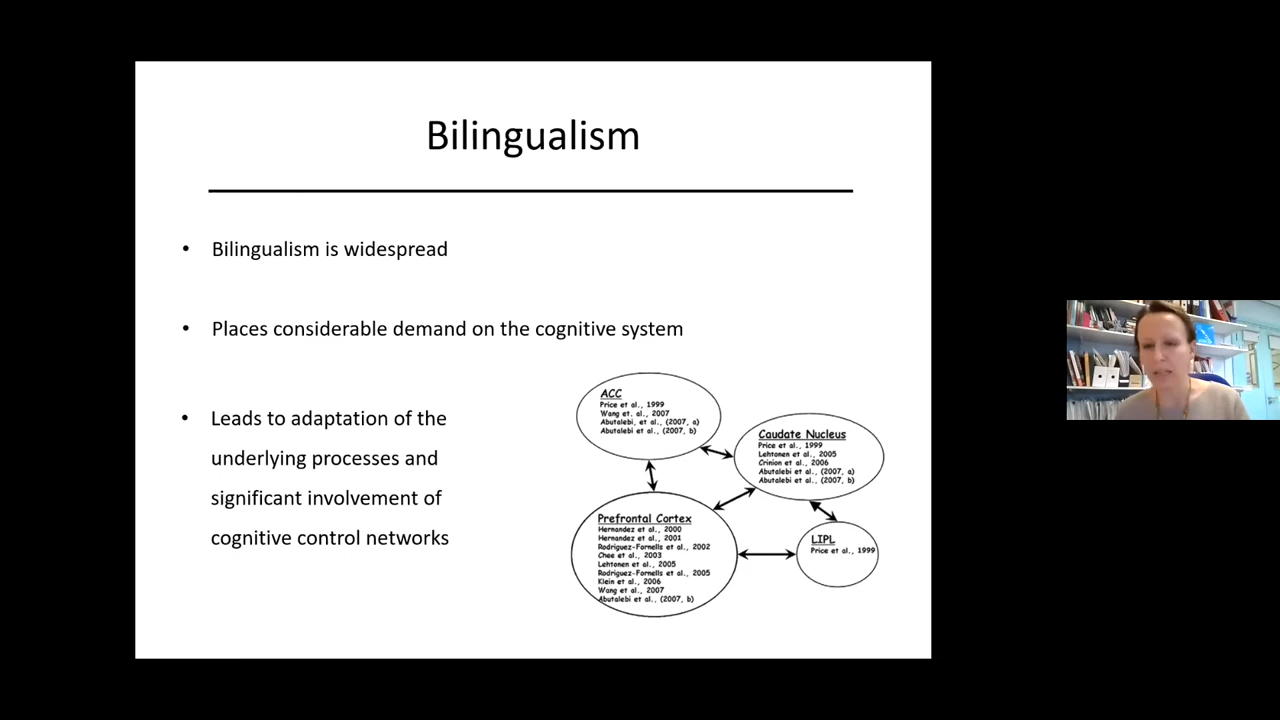 Bilingualism
• Bilingualism is widespread
• Places considerable demand on the cognitive system
• Leads to adaptation of the
underlying processes and
significant involvement of
cognitive control networks
ACC
Price et al., 1999
Wang et. al., 2007
Abutalebi, et al., (2007, a)
Abutalebi et al., (2007, b)
Caudate Nucleus
Price et al., 1999
Lehtonen et al., 2005
Crinion et al., 2006
Abutalebi et al., (2007, a)
Abutalebi et al., (2007, b)
Prefrontal Cortex
Hernandez et al., 2000
Hernandez et al., 2001
Rodriguez-Fornells et al., 2002
Chee et al., 2003
Lehtonen et al., 2005
Rodriguez-Fornells et al., 2005
Klein et al., 2006
Wang et al., 2007
Abutalebi et al., (2007, b)
LIPL
Price et al., 1999